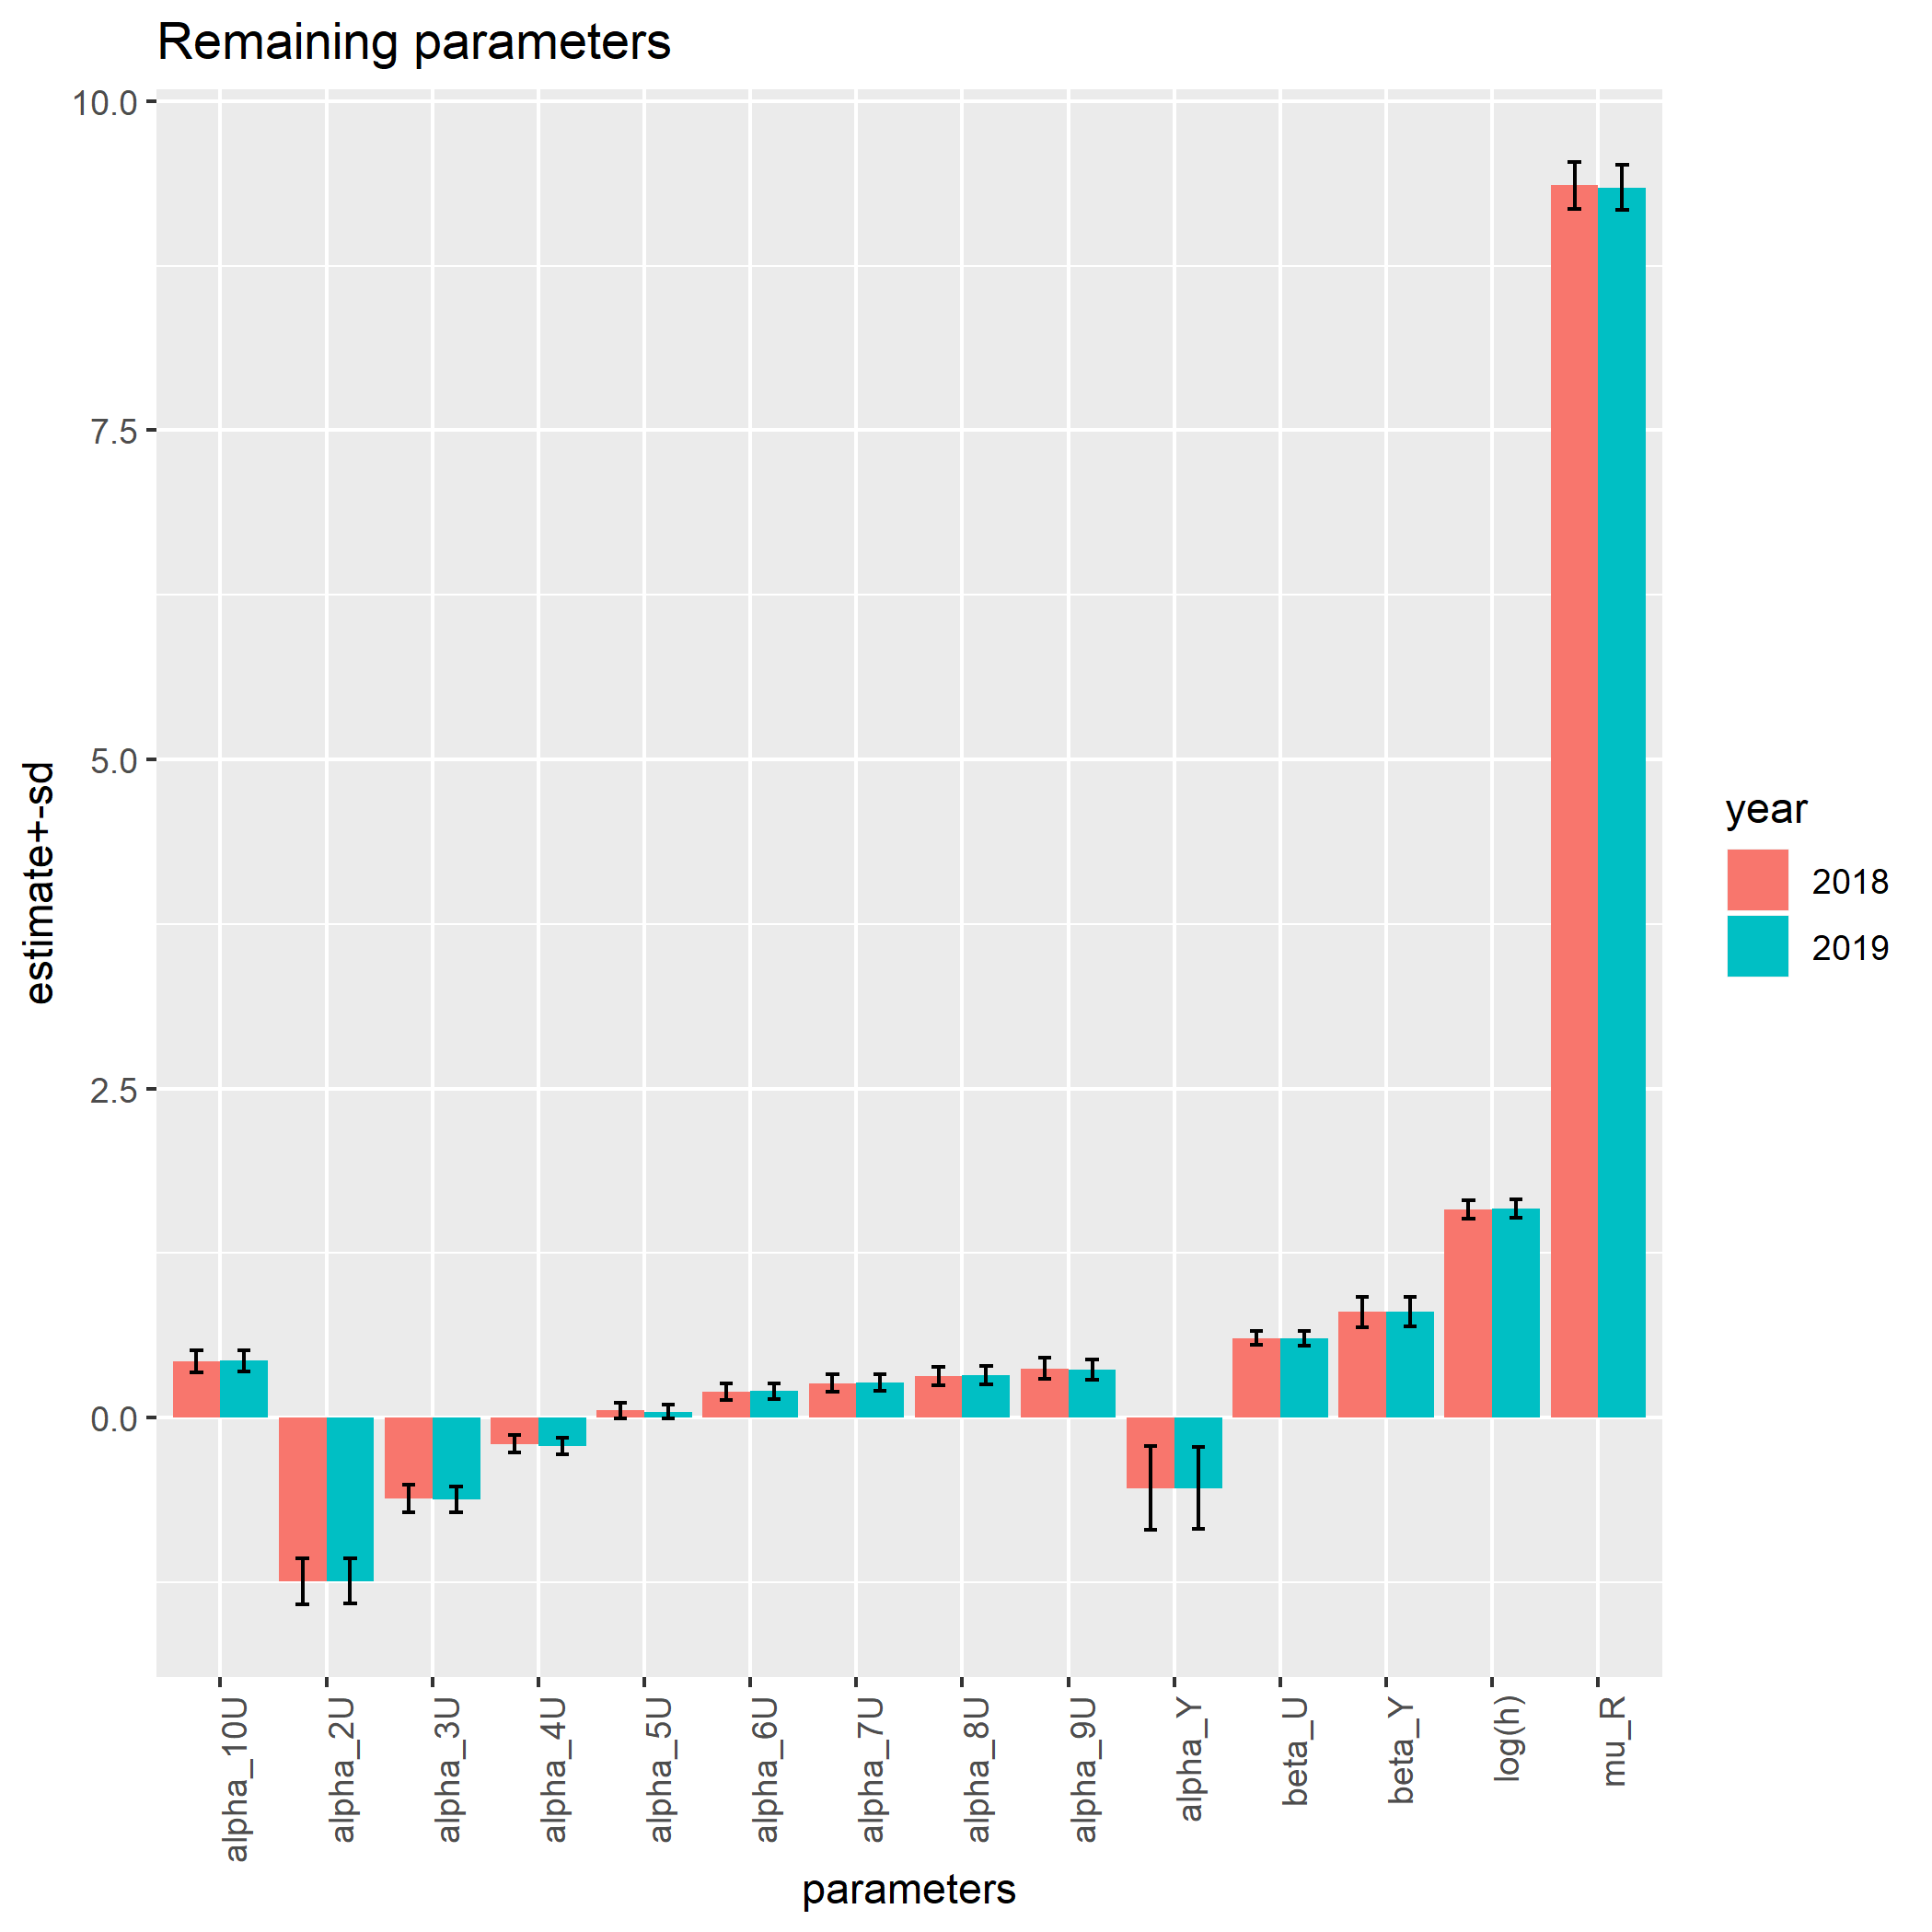 Remaining parameters
10.0
7.5
5.0
2.5
0.0
estimate+-sd
alpha_10U
alpha_2U
alpha_3U
alpha_4U
alpha_5U
alpha_6U
alpha_7U
alpha_8U
alpha_9U
alpha_Y
beta_U
beta_Y
log(h)
mu_R
parameters
year
2018
2019